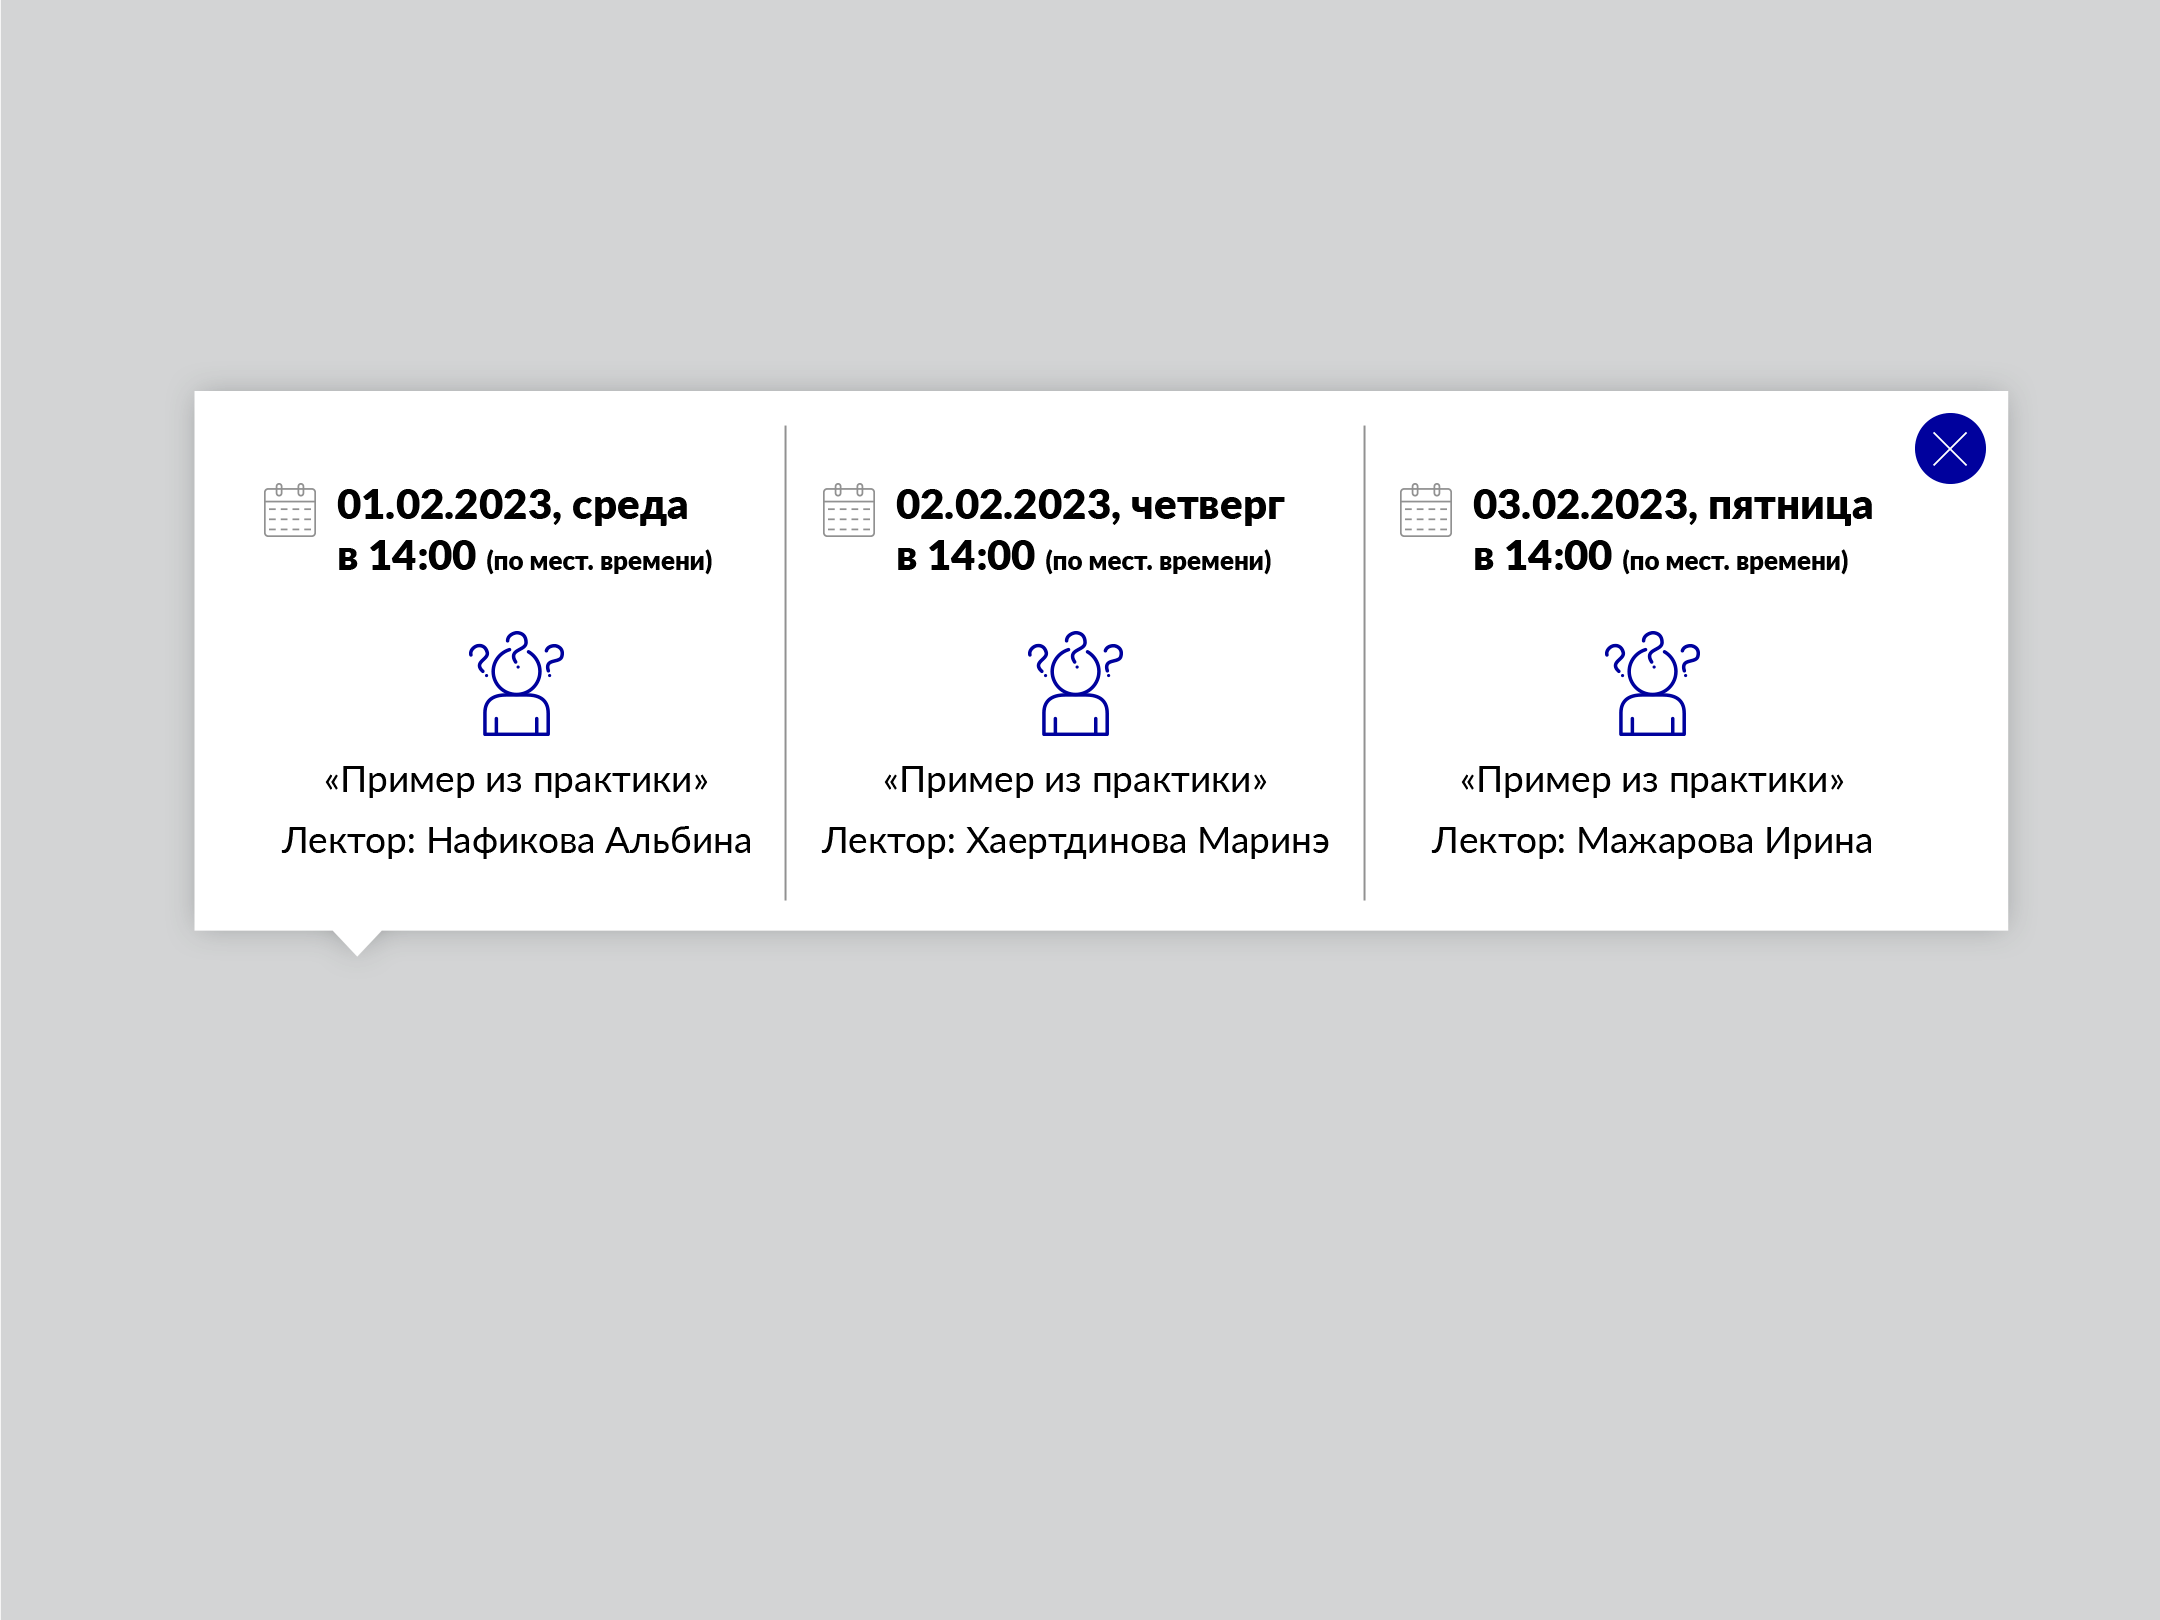 01.02.2023, среда
в 14:00 (по мест. времени)
«Пример из практики»
Лектор: Нафикова Альбина
02.02.2023, четверг
в 14:00 (по мест. времени)
«Пример из практики»
Лектор: Хаертдинова Маринэ
03.02.2023, пятница
в 14:00 (по мест. времени)
«Пример из практики»
Лектор: Мажарова Ирина